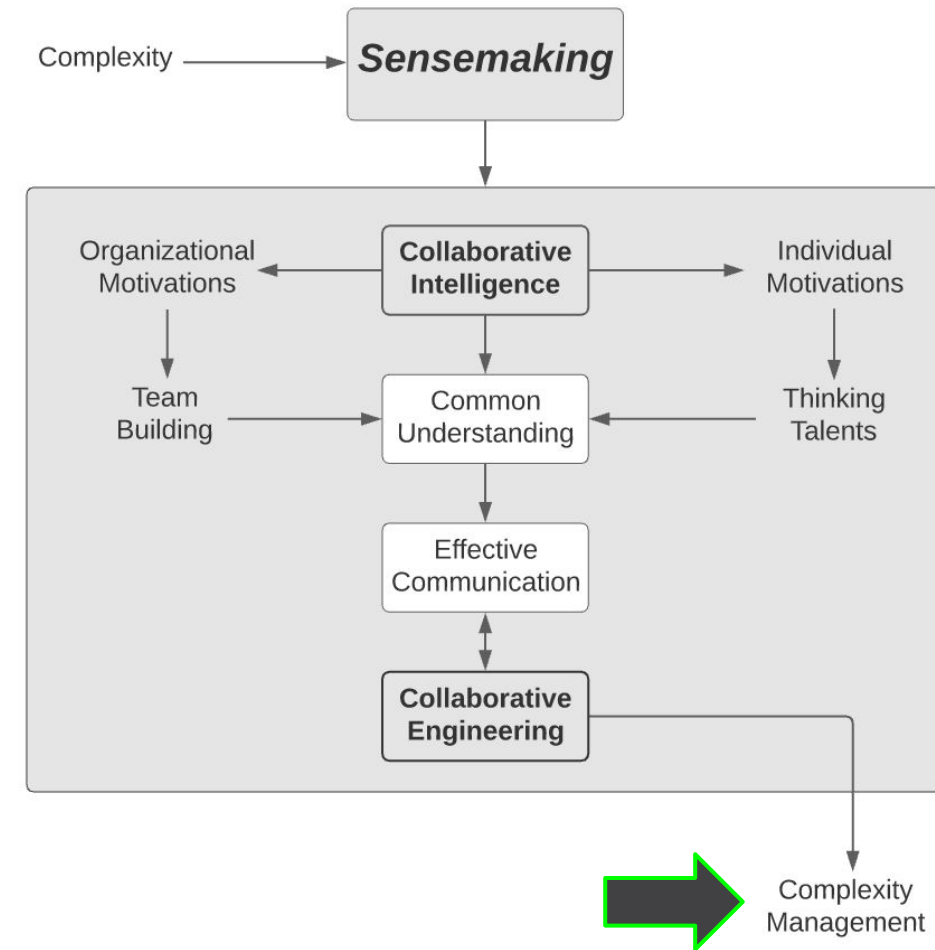 Complexity
Sensemaking
Organizational
Motivations
Collaborative
Intelligence
Individual
Motivations
Team
Building
Common
Understanding
Thinking
Talents
Effective
Communication
Collaborative
Engineering
Complexity
Management